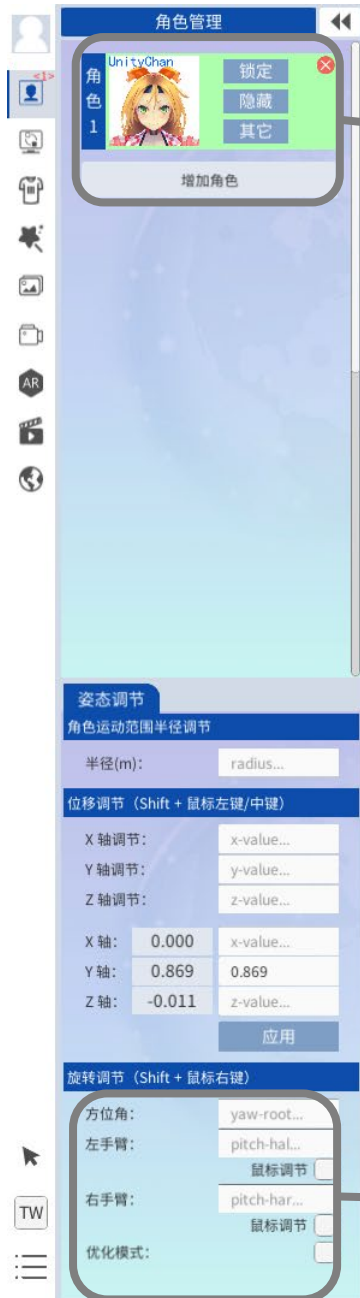 角色管理
<1>
角色1
UnityChan
锁定
隐藏
其它
增加角色
AR
姿态调节
角色运动范围半径调节
半径(m)：
radius...
位移调节（Shift + 鼠标左键/中键）
X 轴调节：
x-value...
Y 轴调节：
y-value...
Z 轴调节：
z-value...
X 轴：
0.000
x-value...
Y 轴：
0.869
0.869
Z 轴：
-0.011
z-value...
应用
旋转调节（Shift + 鼠标右键）
方位角：
yaw-root...
左手臂：
pitch-hal...
鼠标调节
右手臂：
pitch-har...
鼠标调节
优化模式：
TW